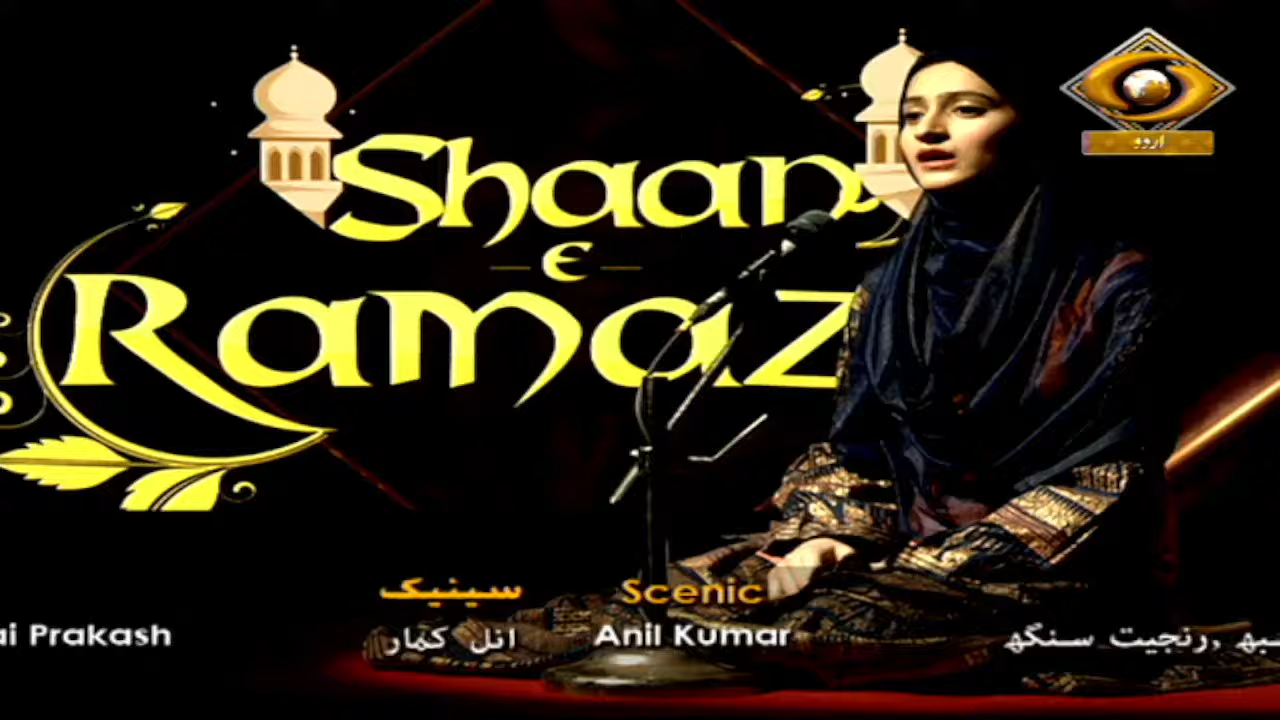 Shaan
e
Ramaz
اردو
سینیک Scenic
ai Prakash انل کمار Anil Kumar رنجیت سنگھ,